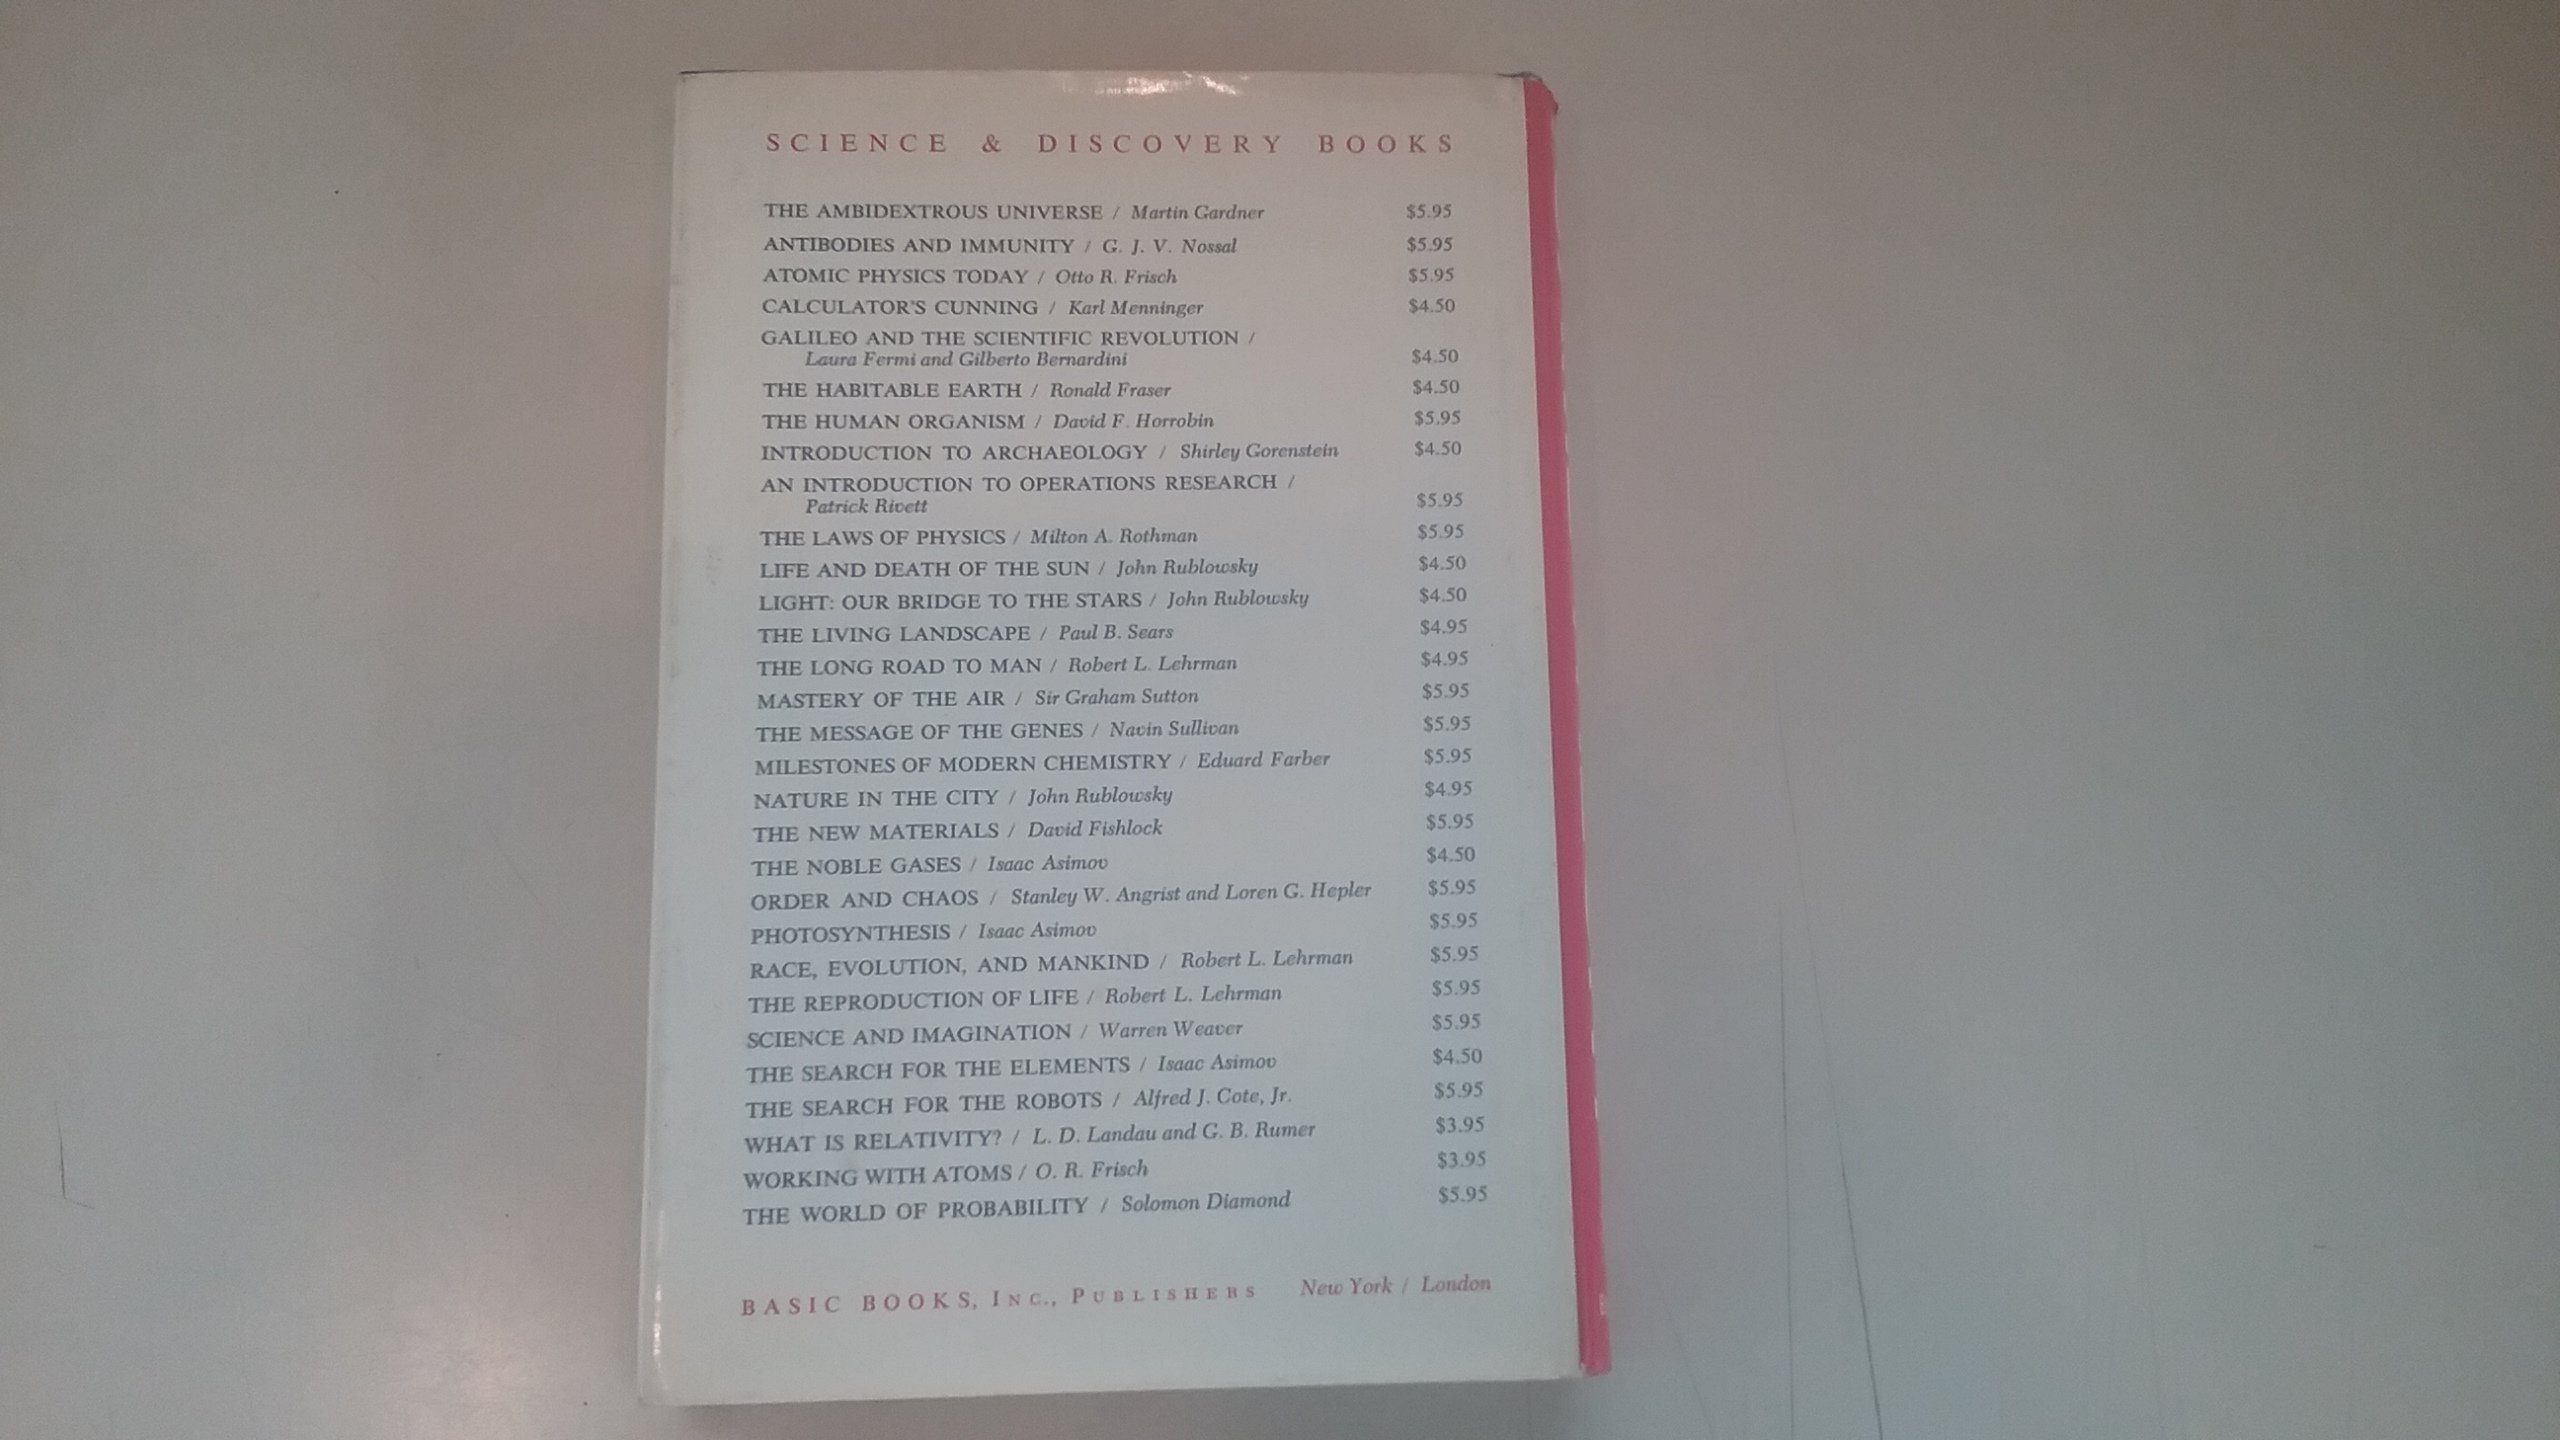 SCIENCE & DISCOVERY BOOKS
THE AMBIDEXTROUS UNIVERSE / Martin Gardner $5.95
ANTIBODIES AND IMMUNITY / G. J. V. Nossal $5.95
ATOMIC PHYSICS TODAY / Otto R. Frisch $5.95
CALCULATOR'S CUNNING / Karl Menninger $4.50
GALILEO AND THE SCIENTIFIC REVOLUTION /
Laura Fermi and Gilberto Bernardini $4.50
THE HABITABLE EARTH / Ronald Fraser $4.50
THE HUMAN ORGANISM / David F. Horrobin $5.95
INTRODUCTION TO ARCHAEOLOGY / Shirley Gorenstein $4.50
AN INTRODUCTION TO OPERATIONS RESEARCH /
Patrick Rivett $5.95
THE LAWS OF PHYSICS / Milton A. Rothman $5.95
LIFE AND DEATH OF THE SUN / John Rublowsky $4.50
LIGHT: OUR BRIDGE TO THE STARS / John Rublowsky $4.50
THE LIVING LANDSCAPE / Paul B. Sears $4.95
THE LONG ROAD TO MAN / Robert L. Lehrman $4.95
MASTERY OF THE AIR / Sir Graham Sutton $5.95
THE MESSAGE OF THE GENES / Navin Sullivan $5.95
MILESTONES OF MODERN CHEMISTRY / Eduard Farber $5.95
NATURE IN THE CITY / John Rublowsky $4.95
THE NEW MATERIALS / David Fishlock $5.95
THE NOBLE GASES / Isaac Asimov $4.50
ORDER AND CHAOS / Stanley W. Angrist and Loren G. Hepler $5.95
PHOTOSYNTHESIS / Isaac Asimov $5.95
RACE, EVOLUTION, AND MANKIND / Robert L. Lehrman $5.95
THE REPRODUCTION OF LIFE / Robert L. Lehrman $5.95
SCIENCE AND IMAGINATION / Warren Weaver $5.95
THE SEARCH FOR THE ELEMENTS / Isaac Asimov $4.50
THE SEARCH FOR THE ROBOTS / Alfred J. Cote, Jr. $5.95
WHAT IS RELATIVITY? / L. D. Landau and G. B. Rumer $3.95
WORKING WITH ATOMS / O. R. Frisch $3.95
THE WORLD OF PROBABILITY / Solomon Diamond $5.95
BASIC BOOKS, INC., PUBLISHERS New York / London